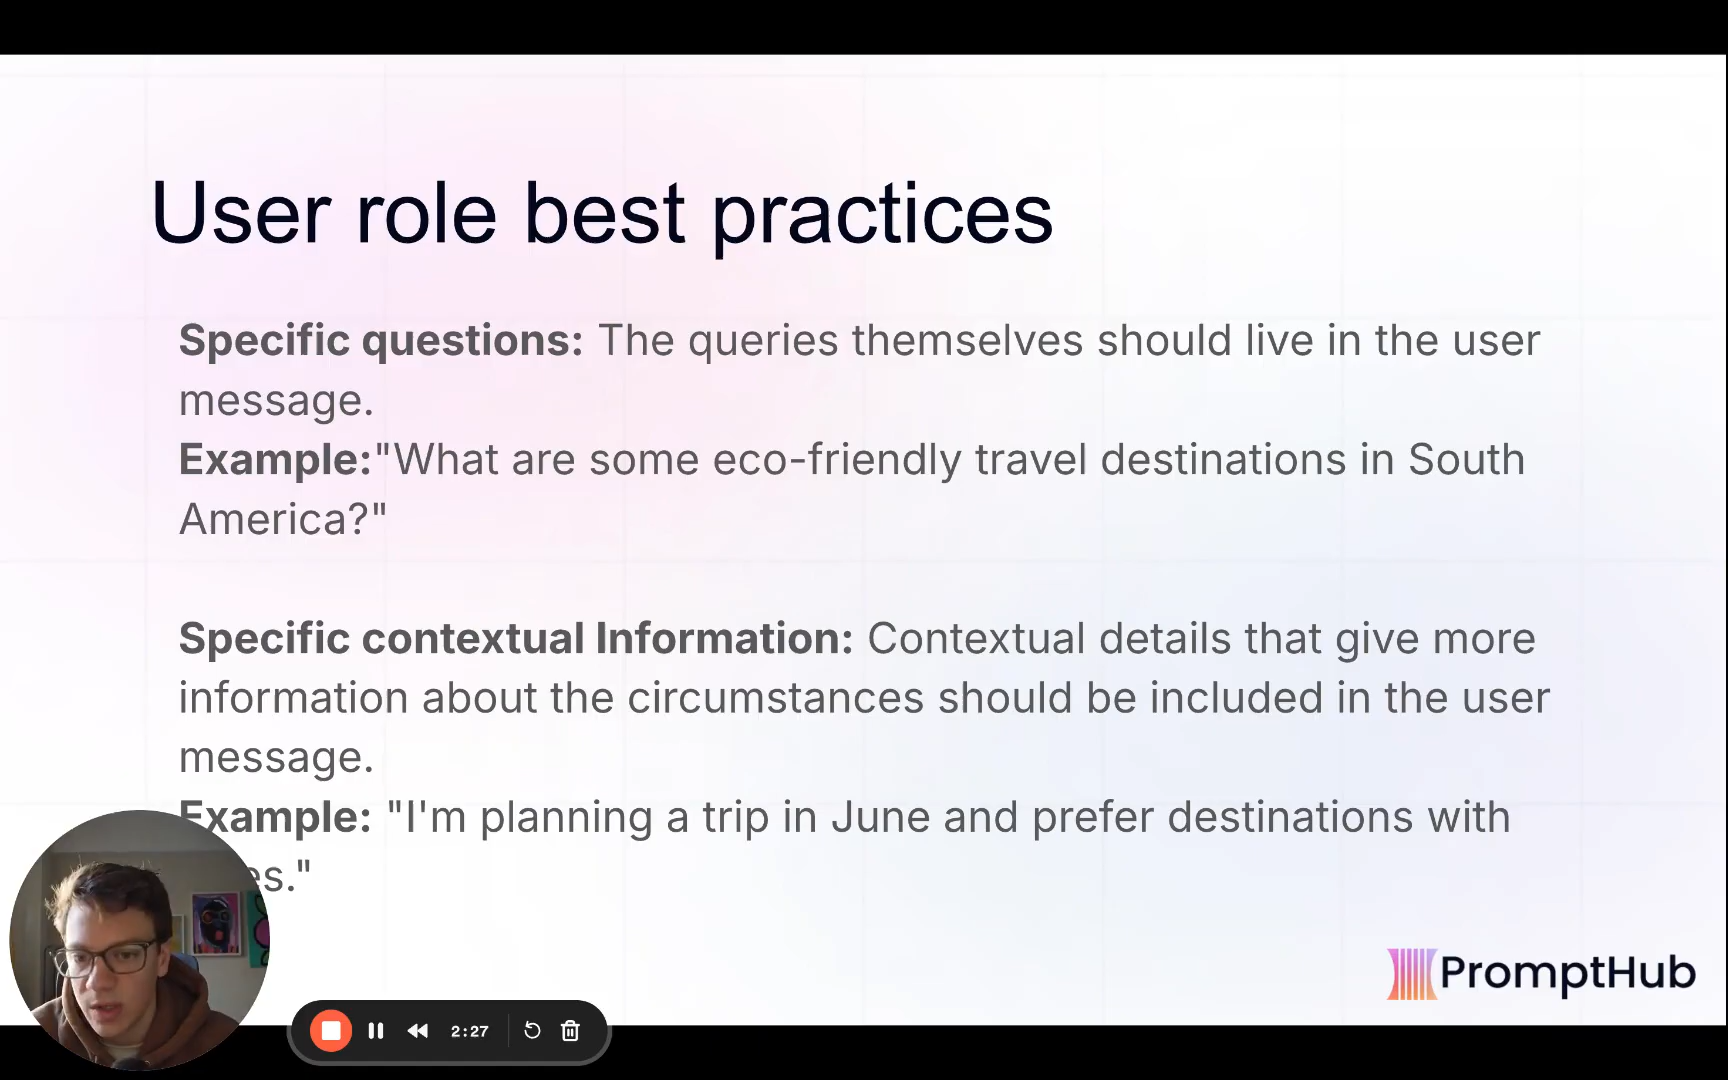 User role best practices
Specific questions: The queries themselves should live in the user
message.
Example:"What are some eco-friendly travel destinations in South
America?"
Specific contextual Information: Contextual details that give more
information about the circumstances should be included in the user
message.
Example: "I'm planning a trip in June and prefer destinations with
PromptHub
2:27